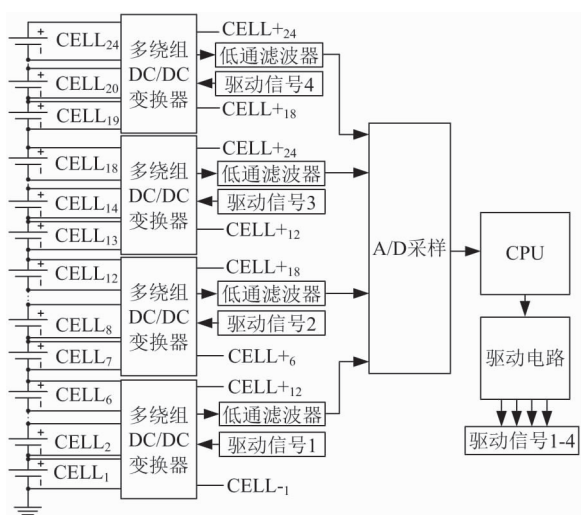 CELL24
CELL20
CELL19
多绕组
DC/DC
变换器
CELL+24
低通滤波器
驱动信号4
CELL+18
CELL18
CELL14
CELL13
多绕组
DC/DC
变换器
CELL+24
低通滤波器
驱动信号3
CELL+12
CELL12
CELL8
CELL7
多绕组
DC/DC
变换器
CELL+18
低通滤波器
驱动信号2
CELL+6
CELL6
CELL2
CELL1
多绕组
DC/DC
变换器
CELL+12
低通滤波器
驱动信号1
CELL-1
A/D采样
CPU
驱动电路
驱动信号1-4